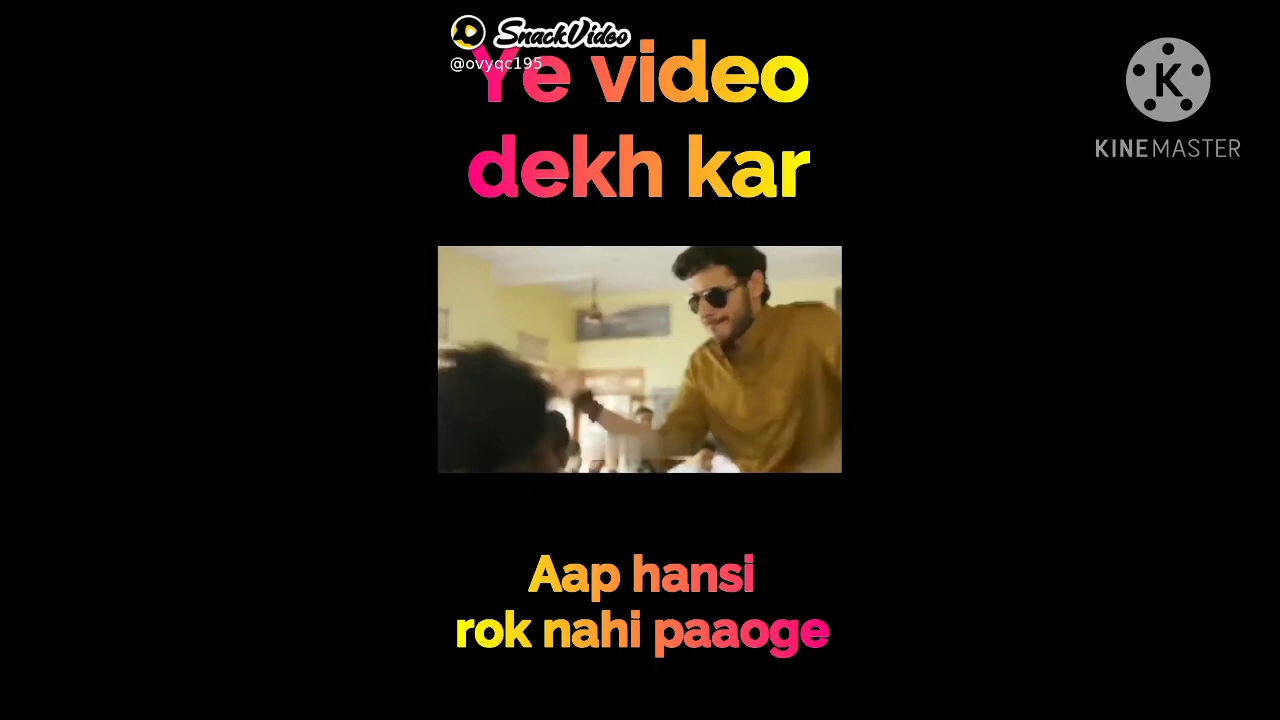 SnackVideo
@ovyqc195
Ye video
dekh kar
K
KINEMASTER
Aap hansi
rok nahi paaoge